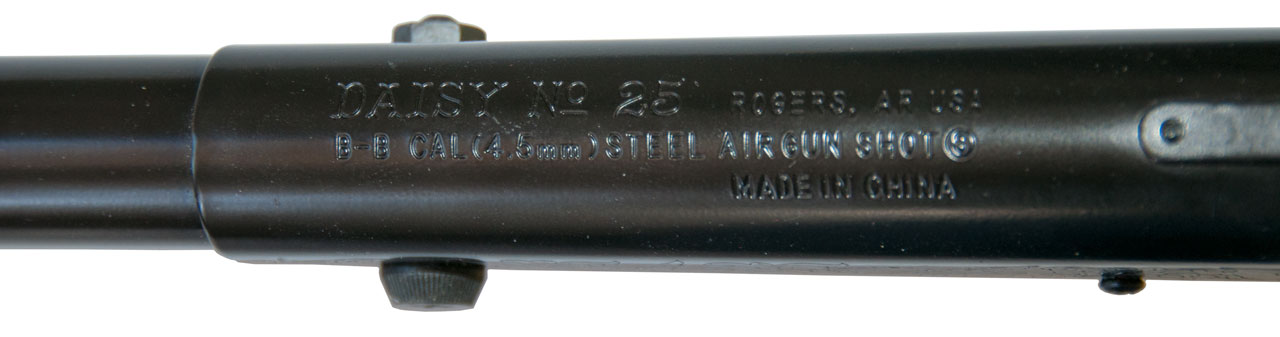 DAISY Nº 25 ROGERS, AR USA
B-B CAL (4.5mm) STEEL AIRGUN SHOT Ⓢ
MADE IN CHINA